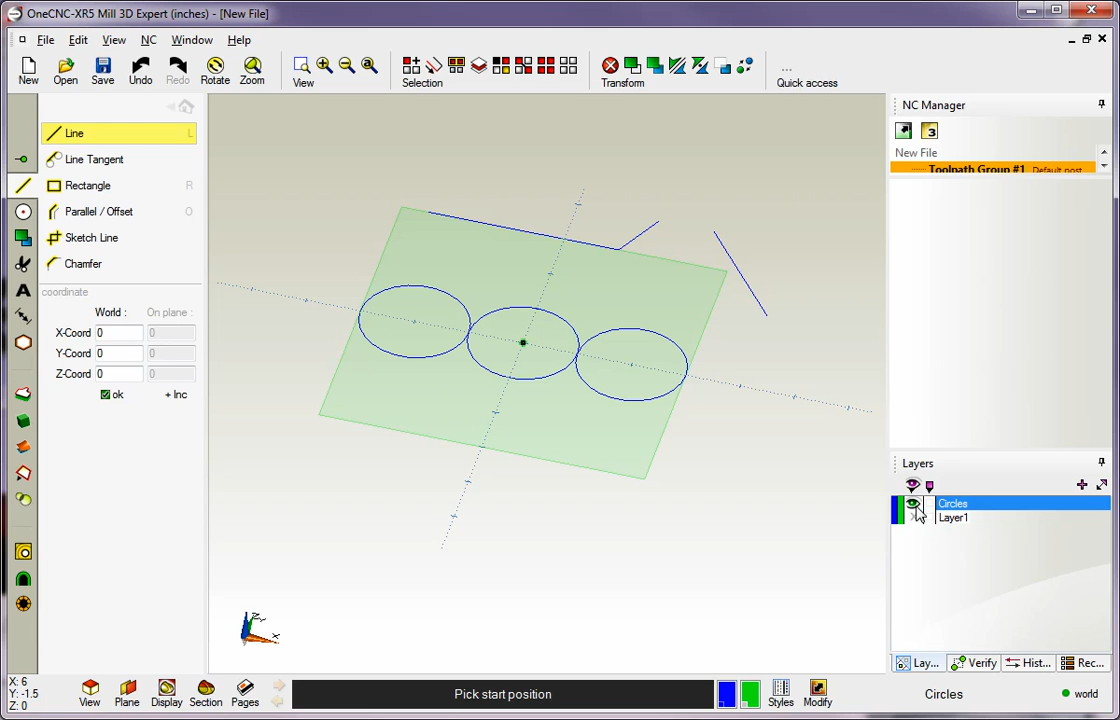 OneCNC-XR5 Mill 3D Expert (inches) - [New File]
File Edit View NC Window Help
New Open Save Undo Redo Rotate Zoom View Selection Transform Quick access
Line L
Line Tangent
Rectangle R
Parallel / Offset O
Sketch Line
Chamfer
coordinate
World : On plane :
X-Coord 0 0
Y-Coord 0 0
Z-Coord 0 0
ok + Inc
x
NC Manager
3
New File
Toolpath Group #1 Default post
Layers
Circles
Layer1
Lay... Verify Hist... Rec...
X: 6
Y: -1.5
Z: 0
View Plane Display Section Pages
Pick start position
Styles Modify
Circles
world